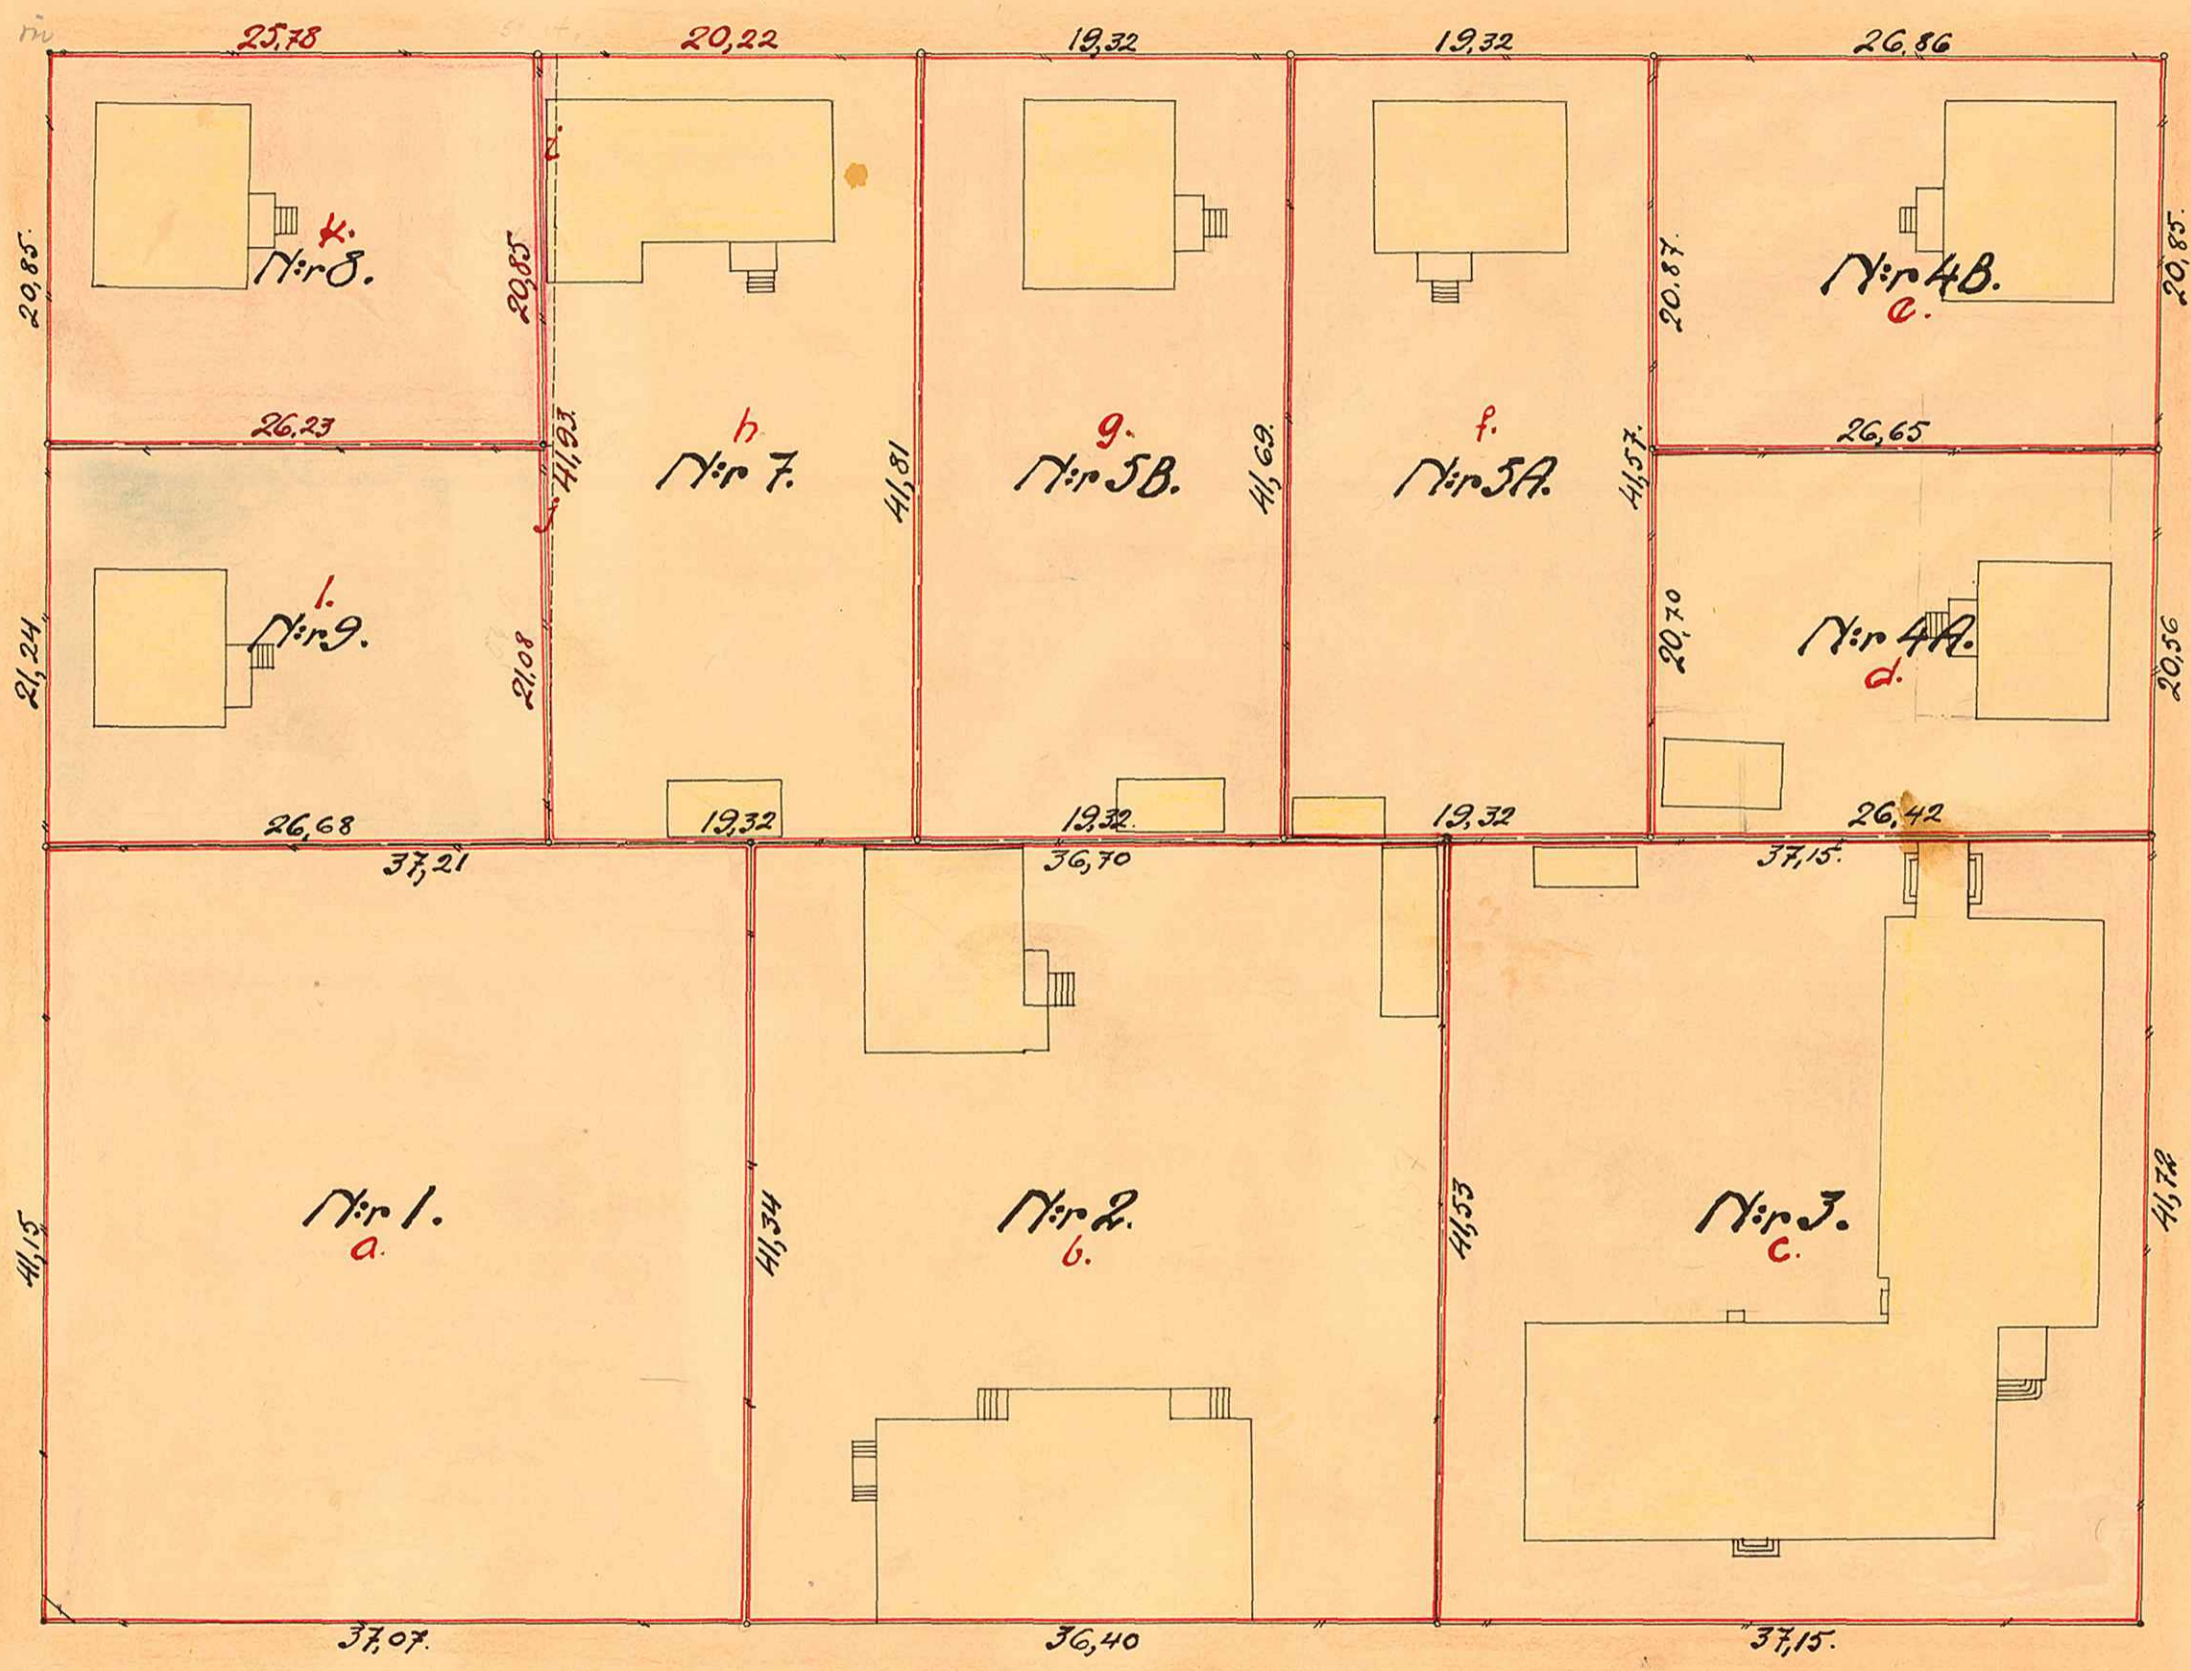 25,78
20,22
19,32
19,32
26,86
20,85.
k.
N:r 8.
20,85
i.
20,87.
N:r 4B.
e.
20,85.
26,23
41,93.
h
N:r 7.
41,81
g.
N:r 5B.
41,69.
f.
N:r 5A.
41,57.
26,65
21,24
l.
N:r 9.
21,08
j.
20,70
N:r 4A.
d.
20,56
26,68
19,32
19,32.
19,32
26,42
37,21
36,70
37,15.
41,15
N:r 1.
a.
41,34
N:r 2.
b.
41,53
N:r 3.
c.
41,72
37,07.
36,40
37,15.